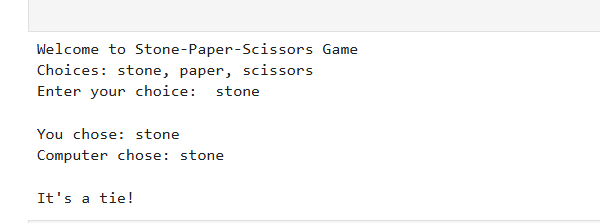 Welcome to Stone-Paper-Scissors Game
Choices: stone, paper, scissors
Enter your choice:  stone
You chose: stone
Computer chose: stone
It's a tie!